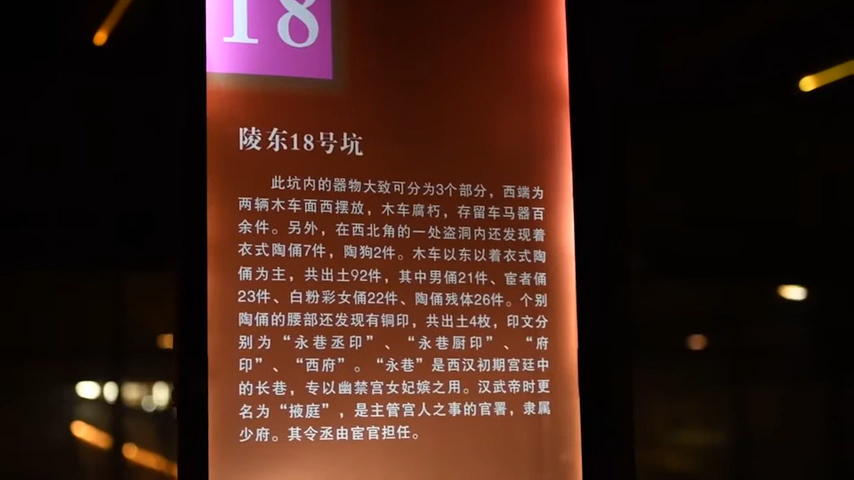 18
陵东18号坑
此坑内的器物大致可分为3个部分，西端为
两辆木车面西摆放，木车腐朽，存留车马器百
余件。另外，在西北角的一处盗洞内还发现着
衣式陶俑7件，陶狗2件。木车以东以着衣式陶
俑为主，共出土92件，其中男俑21件、宦者俑
23件、白粉彩女俑22件、陶俑残体26件。个别
陶俑的腰部还发现有铜印，共出土4枚，印文分
别为“永巷丞印”、“永巷厨印”、“府
印”、“西府”。“永巷”是西汉初期宫廷中
的长巷，专以幽禁宫女妃嫔之用。汉武帝时更
名为“掖庭”，是主管宫人之事的官署，隶属
少府。其令丞由宦官担任。